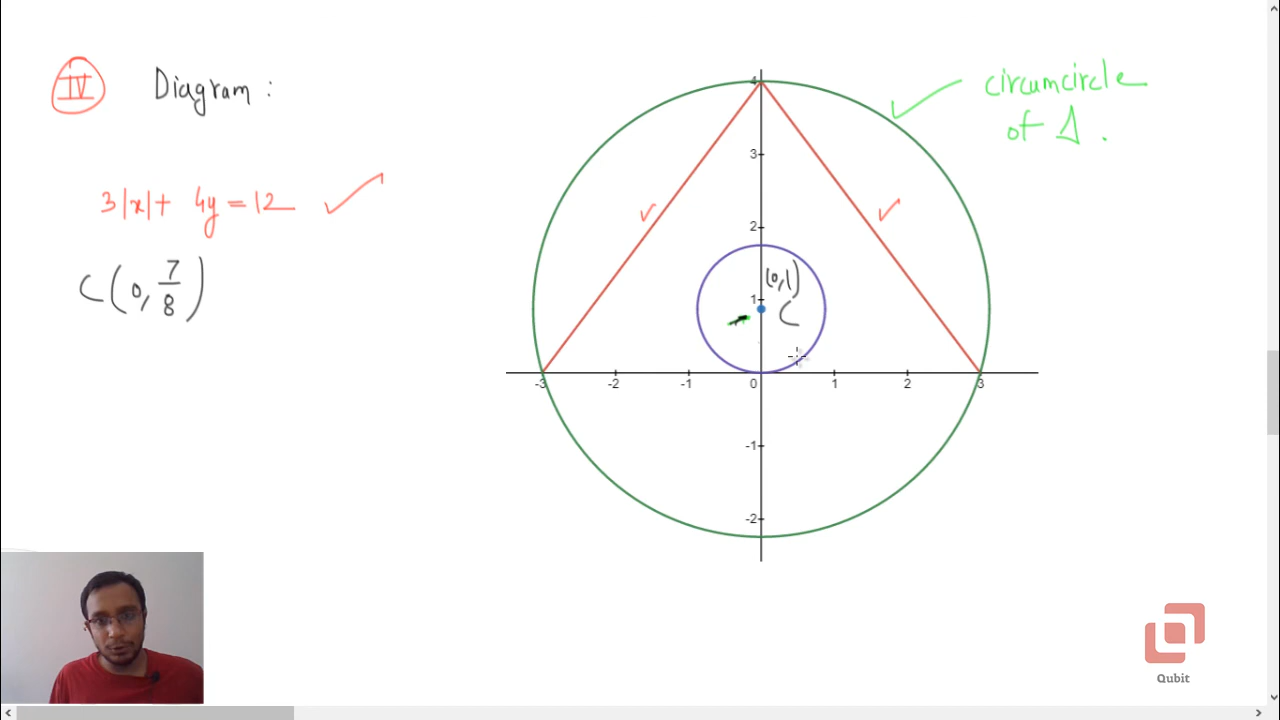 IV Diagram :
circumcircle
of Δ .
3|x|+ 4y = 12
C(0, 7/8)
4
3
2
1
(0,1)
C
-3 -2 -1 0 1 2 3
-1
-2
Qubit